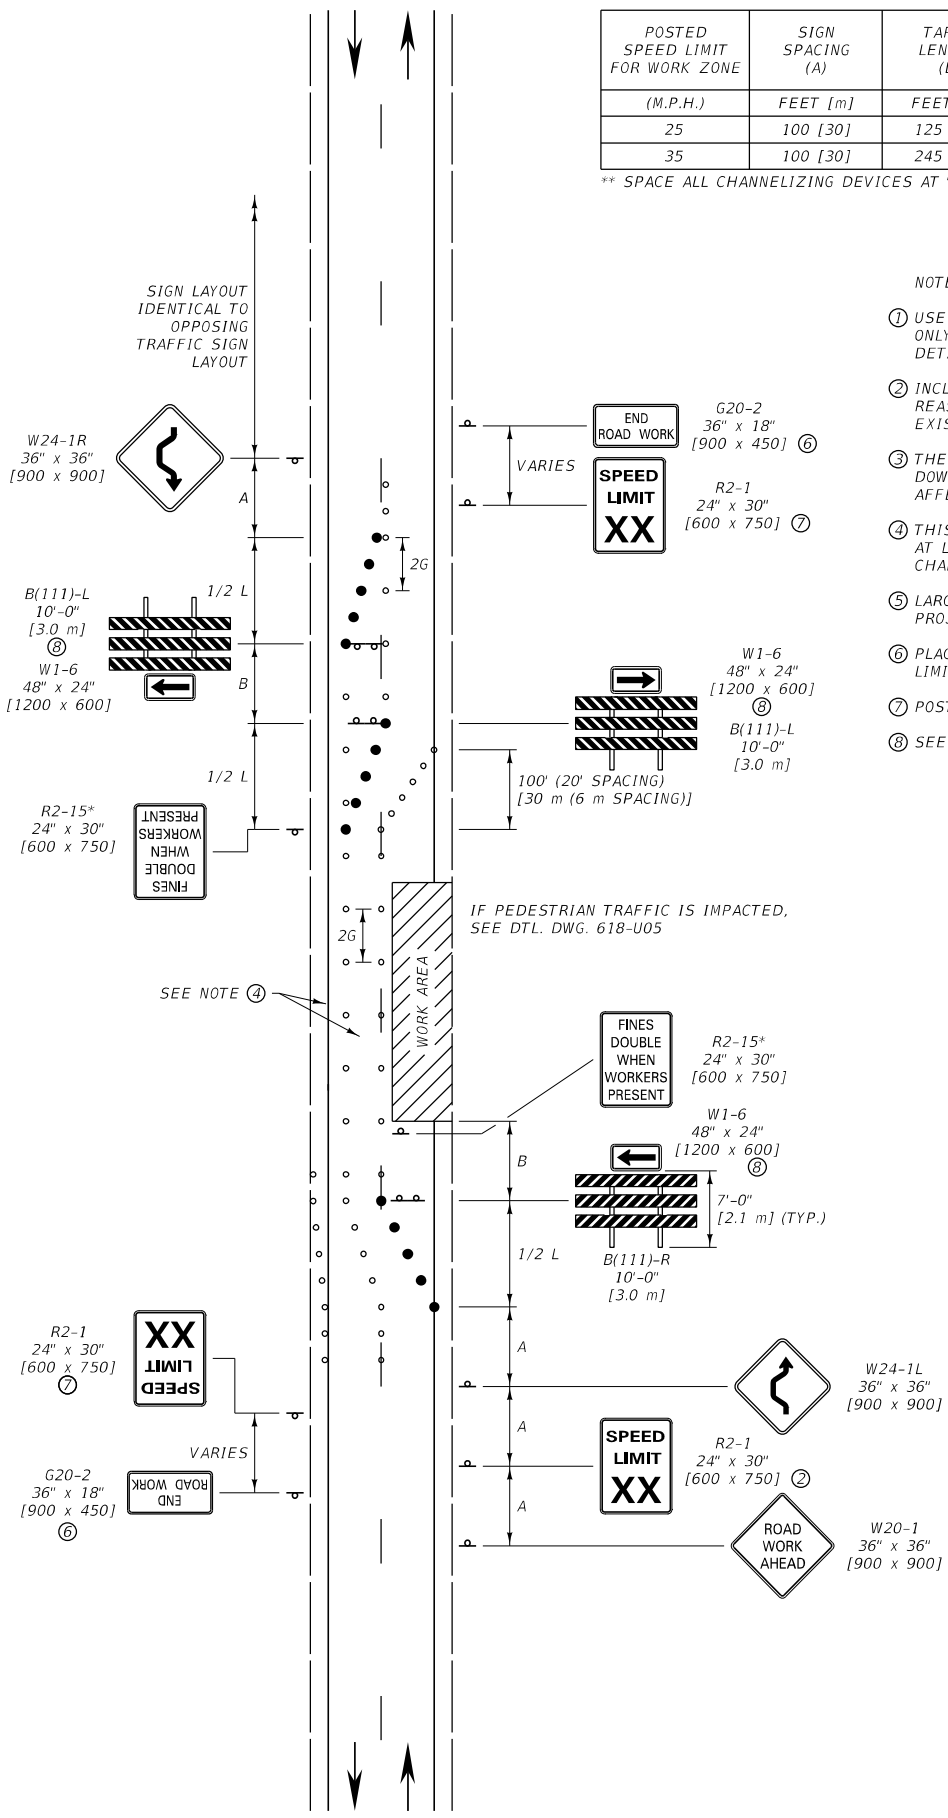 POSTED
SPEED LIMIT
FOR WORK ZONE
SIGN
SPACING
(A)
(M.P.H.)
FEET [m]
FEET
25
100 [30]
125
35
100 [30]
245
** SPACE ALL CHANNELIZING DEVICES AT
SIGN LAYOUT
IDENTICAL TO
OPPOSING
TRAFFIC SIGN
LAYOUT
① USE
ONLY
② INCL
③ THE
④ THIS
AT L
⑤ LARG
⑥ PLAC
⑦ POST
⑧ SEE
W24-1R
36" x 36"
[900 x 900]
A
END
ROAD WORK
G20-2
36" x 18"
[900 x 450] ⑥
VARIES
SPEED
LIMIT
XX
R2-1
24" x 30"
[600 x 750] ⑦
2G
1/2 L
B(111)-L
10'-0"
[3.0 m]
⑧
W1-6
48" x 24"
[1200 x 600]
B
W1-6
48" x 24"
[1200 x 600]
⑧
B(111)-L
10'-0"
[3.0 m]
1/2 L
100' (20' SPACING)
[30 m (6 m SPACING)]
R2-15*
24" x 30"
[600 x 750]
FINES
DOUBLE
WHEN
WORKERS
PRESENT
IF PEDESTRIAN TRAFFIC IS IMPACTED,
SEE DTL. DWG. 618-U05
2G
WORK AREA
SEE NOTE ④
FINES
DOUBLE
WHEN
WORKERS
PRESENT
R2-15*
24" x 30"
[600 x 750]
B
W1-6
48" x 24"
[1200 x 600]
⑧
7'-0"
[2.1 m] (TYP.)
B(111)-R
10'-0"
[3.0 m]
1/2 L
R2-1
24" x 30"
[600 x 750]
⑦
SPEED
LIMIT
XX
A
W24-1L
36" x 36"
[900 x 900]
A
VARIES
SPEED
LIMIT
XX
R2-1
24" x 30"
[600 x 750] ②
G20-2
36" x 18"
[900 x 450]
⑥
END
ROAD WORK
A
ROAD
WORK
AHEAD
W20-1
36" x 36"
[900 x 900]